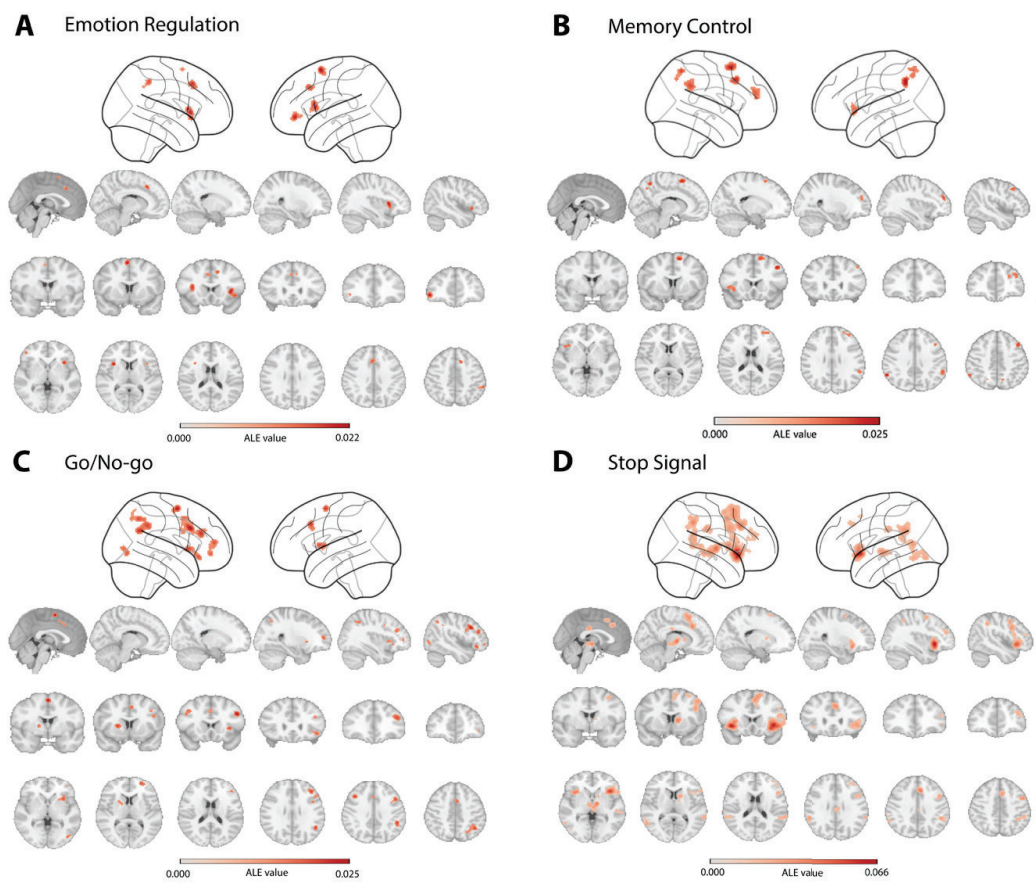 A Emotion Regulation
B Memory Control
0.000 ALE value 0.022
0.000 ALE value 0.025
C Go/No-go
D Stop Signal
0.000 ALE value 0.025
0.000 ALE value 0.066